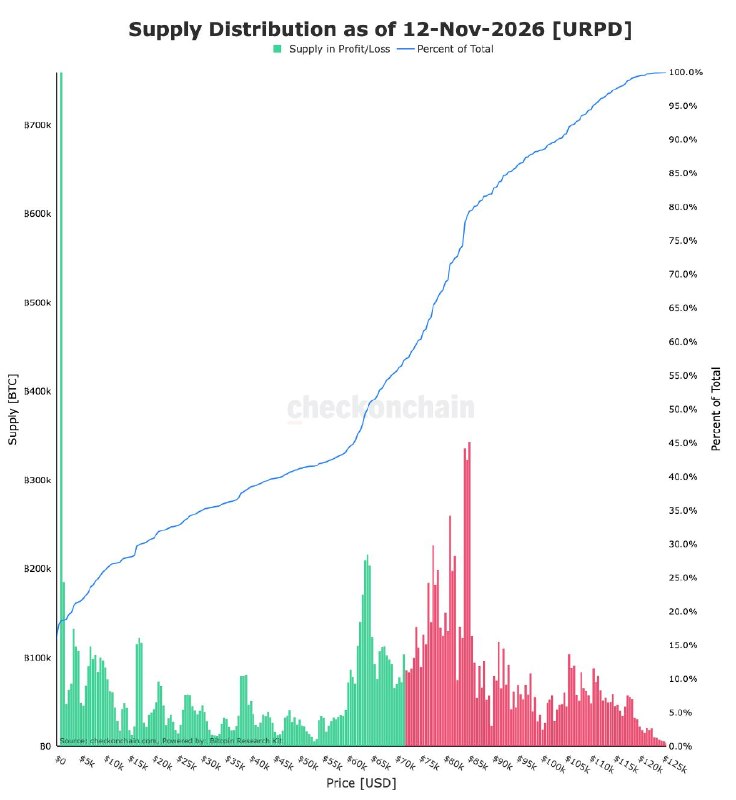 Supply Distribution as of 12-Nov-2026 [URPD]
Supply in Profit/Loss Percent of Total
₿700k
₿600k
₿500k
₿400k
₿300k
₿200k
₿100k
₿0
Supply [BTC]
100.0%
95.0%
90.0%
85.0%
80.0%
75.0%
70.0%
65.0%
60.0%
55.0%
50.0%
45.0%
40.0%
35.0%
30.0%
25.0%
20.0%
15.0%
10.0%
5.0%
0.0%
Percent of Total
checkonchain
Source: checkonchain.com, Powered by: Bitcoin Research Kit
$0 $5k $10k $15k $20k $25k $30k $35k $40k $45k $50k $55k $60k $65k $70k $75k $80k $85k $90k $95k $100k $105k $110k $115k $120k $125k
Price [USD]